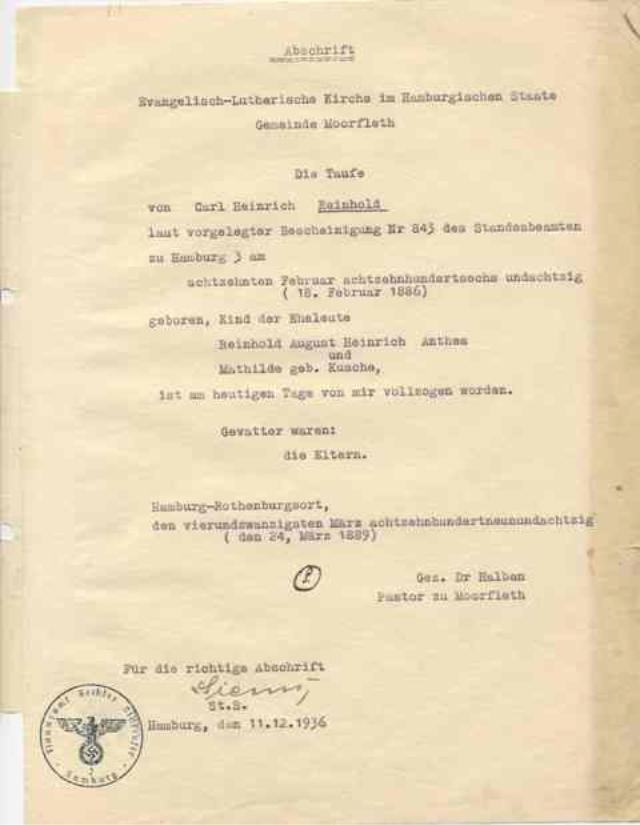 Abschrift
Evangelisch-Lutherische Kirche im Hamburgischen Staate
Gemeinde Moorfleth
Die Taufe
von Carl Heinrich Reinhold
laut vorgelegter Bescheinigung Nr 843 des Standesbeamten
zu Hamburg 3 am
achtzehnten Februar achtzehnhundertsechs undachtzig
( 18. Februar 1886)
geboren, Kind der Eheleute
Reinhold August Heinrich Anthes
und
Mathilde geb. Kusche,
ist am heutigen Tage von mir vollzogen worden.
Gevatter waren:
die Eltern.
Hamburg-Rothenburgsort,
den vierundzwanzigsten März achtzehnhundertneunundachtzig
( den 24, März 1889)
Gez. Dr Halben
Pastor zu Moorfleth
Für die richtige Abschrift
St.S.
Hamburg, den 11.12.1936
Hamburg